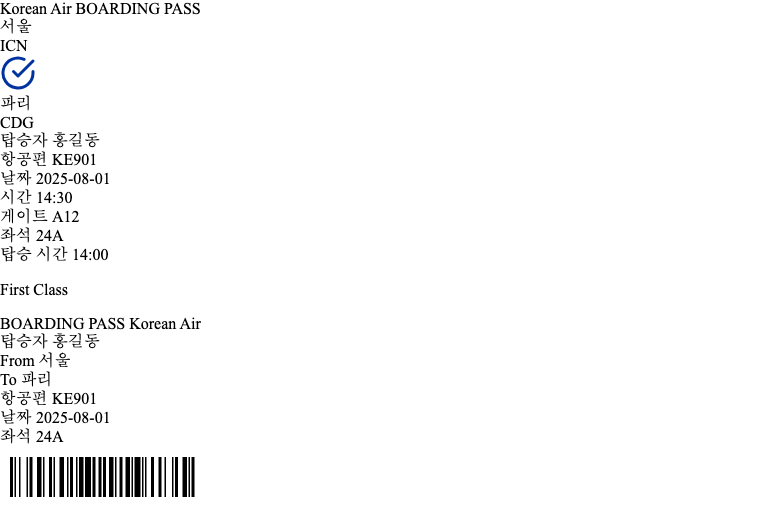 Korean Air BOARDING PASS
서울
ICN
파리
CDG
탑승자 홍길동
항공편 KE901
날짜 2025-08-01
시간 14:30
게이트 A12
좌석 24A
탑승 시간 14:00
First Class
BOARDING PASS Korean Air
탑승자 홍길동
From 서울
To 파리
항공편 KE901
날짜 2025-08-01
좌석 24A